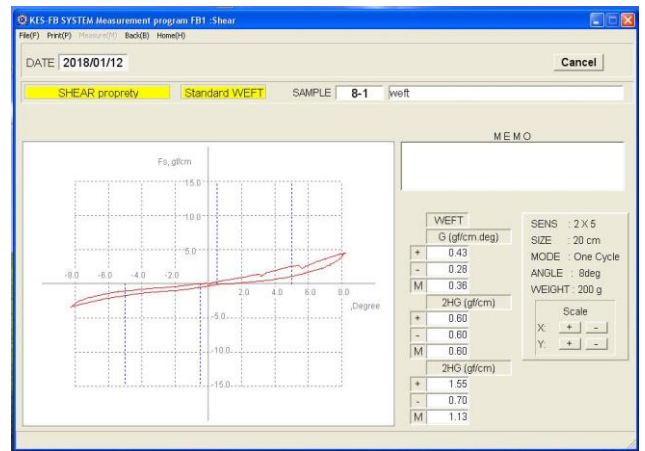 KES-FB SYSTEM Measurement program FB1 :Shear
File(F) Print(P) Measure(M) Back(B) Home(H)
DATE 2018/01/12 Cancel
SHEAR proprety Standard WEFT SAMPLE 8-1 weft
MEMO
Fs, gf/cm
15.0
10.0
5.0
-8.0 -6.0 -4.0 -2.0
2.0 4.0 6.0 8.0
,Degree
-5.0
-10.0
-15.0
WEFT
G (gf/cm.deg)
+ 0.43
- 0.28
M 0.36
2HG (gf/cm)
+ 0.60
- 0.60
M 0.60
2HG (gf/cm)
+ 1.55
- 0.70
M 1.13
SENS : 2 X 5
SIZE : 20 cm
MODE : One Cycle
ANGLE : 8deg
WEIGHT : 200 g
Scale
X: + -
Y: + -